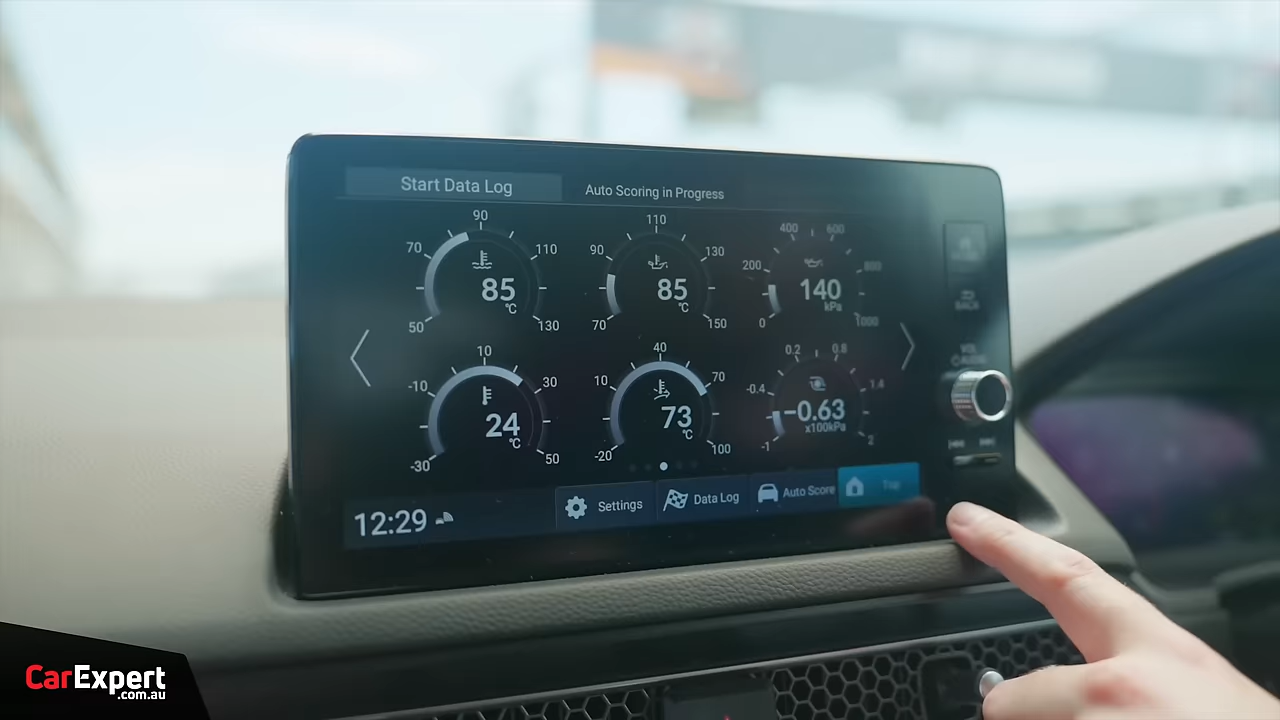 Start Data Log
Auto Scoring in Progress
50 70 90 110 130
85
°C
70 90 110 130 150
85
°C
0 200 400 600 800 1000
140
kPa
-30 -10 10 30 50
24
°C
-20 10 40 70 100
73
°C
-1 -0.4 0.2 0.8 1.4 2
-0.63
x100kPa
BACK
VOL
AUDIO
12:29
Settings
Data Log
Auto Score
Top
CarExpert
.com.au